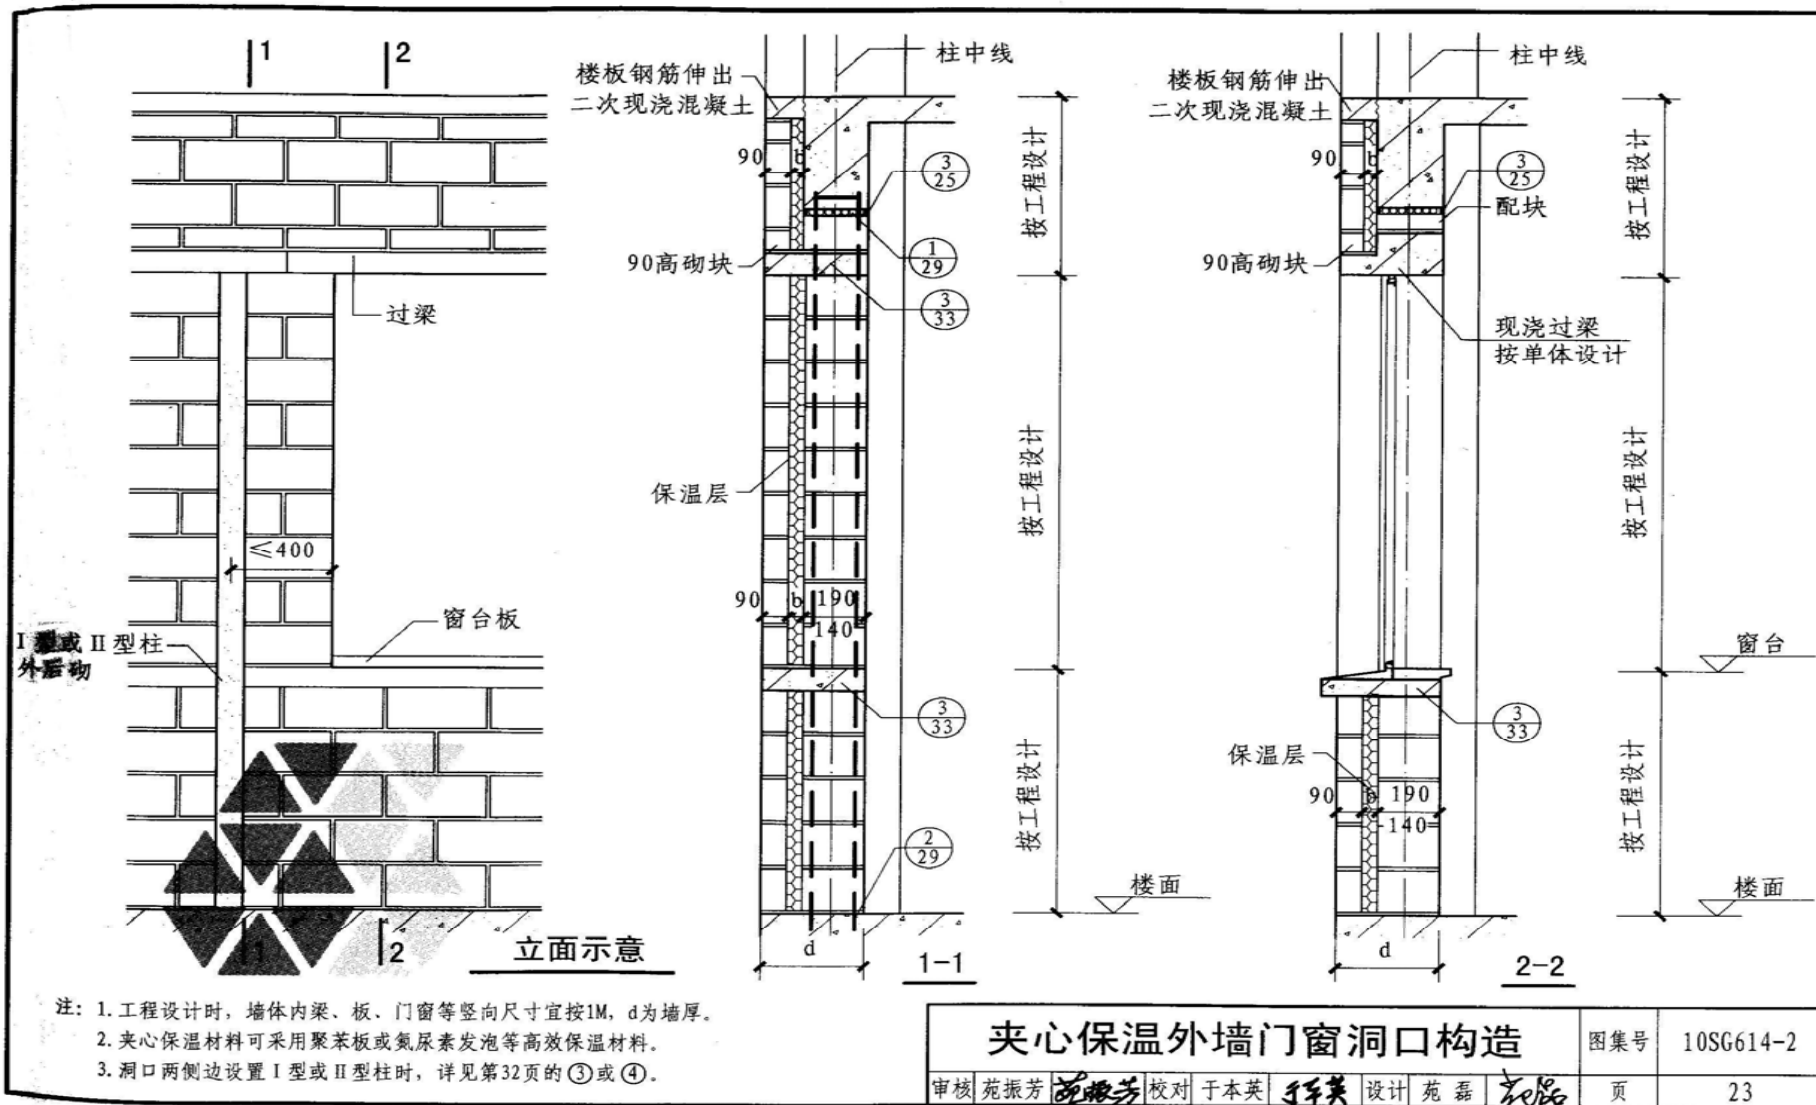 1
2
过梁
≤400
窗台板
I 型或 II 型柱
外后砌
1
2
立面示意
柱中线
楼板钢筋伸出
二次现浇混凝土
90
b
3
25
90高砌块
1
29
3
33
按工程设计
保温层
按工程设计
90
b
190
140
3
33
按工程设计
2
29
楼面
d
1-1
柱中线
楼板钢筋伸出
二次现浇混凝土
90
b
3
25
配块
90高砌块
现浇过梁
按单体设计
按工程设计
按工程设计
窗台
3
33
保温层
90
b
190
140
按工程设计
楼面
d
2-2
注: 1. 工程设计时，墙体内梁、板、门窗等竖向尺寸宜按1M，d为墙厚。
2. 夹心保温材料可采用聚苯板或氨尿素发泡等高效保温材料。
3. 洞口两侧边设置 I 型或 II 型柱时，详见第32页的③或④。
夹心保温外墙门窗洞口构造
图集号
10SG614-2
审核 苑振芳 苑振芳 校对 于本英 于本英 设计 苑磊 苑磊
页
23